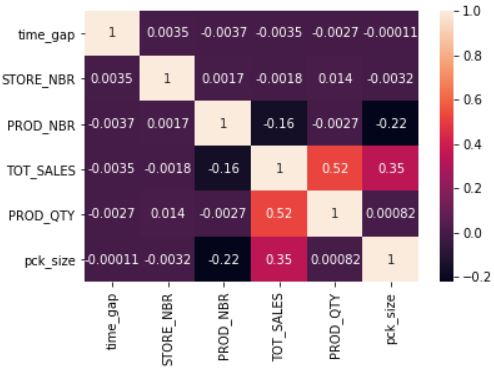 time_gap 1 0.0035 -0.0037 -0.0035 -0.0027 -0.00011
STORE_NBR 0.0035 1 0.0017 -0.0018 0.014 -0.0032
PROD_NBR -0.0037 0.0017 1 -0.16 -0.0027 -0.22
TOT_SALES -0.0035 -0.0018 -0.16 1 0.52 0.35
PROD_QTY -0.0027 0.014 -0.0027 0.52 1 0.00082
pck_size -0.00011 -0.0032 -0.22 0.35 0.00082 1
time_gap STORE_NBR PROD_NBR TOT_SALES PROD_QTY pck_size
1.0
0.8
0.6
0.4
0.2
0.0
-0.2